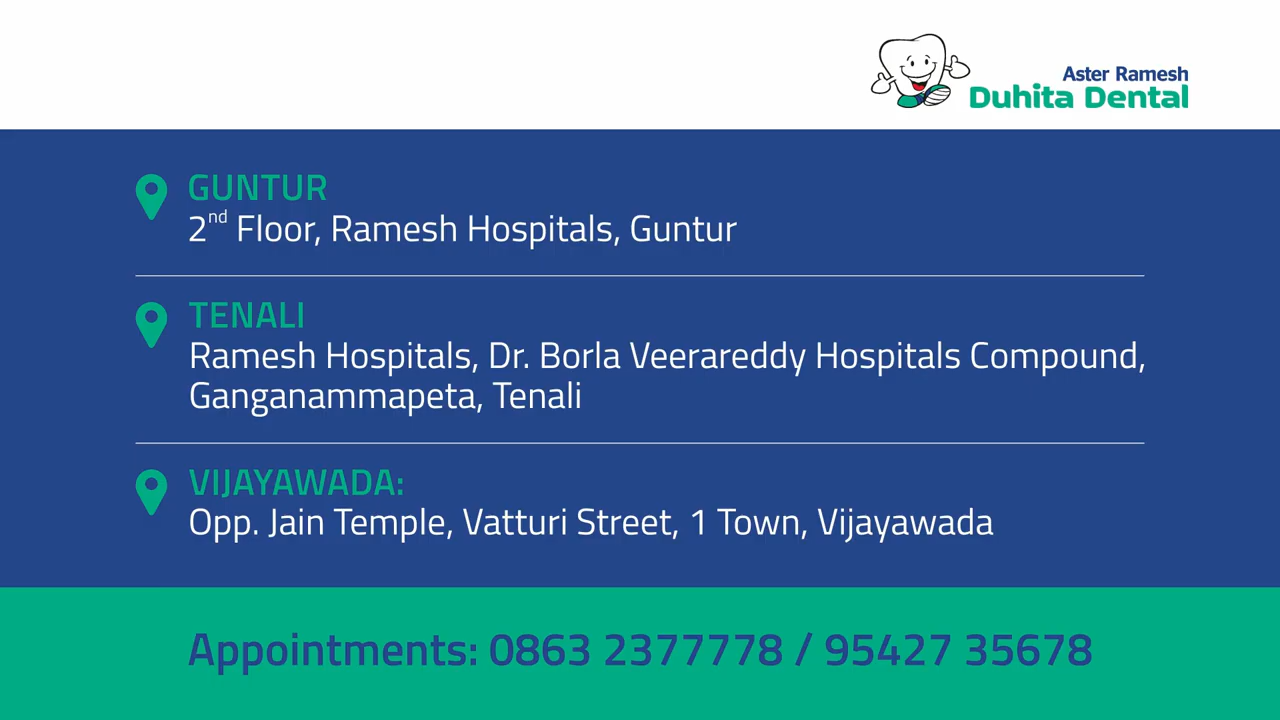 Aster Ramesh
Duhita Dental
GUNTUR
2nd Floor, Ramesh Hospitals, Guntur
TENALI
Ramesh Hospitals, Dr. Borla Veerareddy Hospitals Compound,
Ganganammapeta, Tenali
VIJAYAWADA:
Opp. Jain Temple, Vatturi Street, 1 Town, Vijayawada
Appointments: 0863 2377778 / 95427 35678